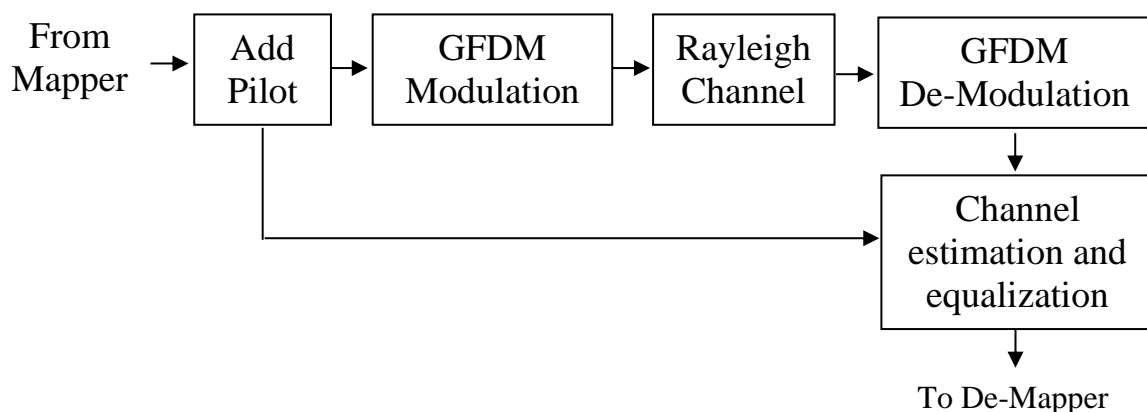 From
Mapper
Add
Pilot
GFDM
Modulation
Rayleigh
Channel
GFDM
De-Modulation
Channel
estimation and
equalization
To De-Mapper